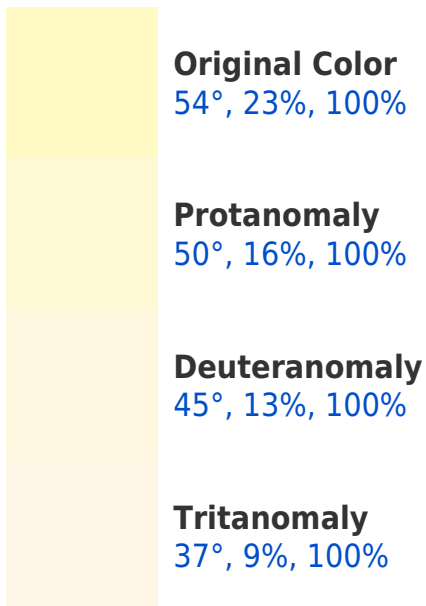 Original Color
54°, 23%, 100%
Protanomaly
50°, 16%, 100%
Deuteranomaly
45°, 13%, 100%
Tritanomaly
37°, 9%, 100%